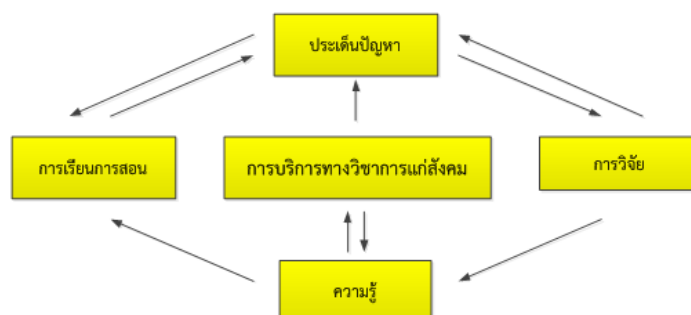 ประเด็นปัญหา
การเรียนการสอน
การบริการทางวิชาการแก่สังคม
การวิจัย
ความรู้